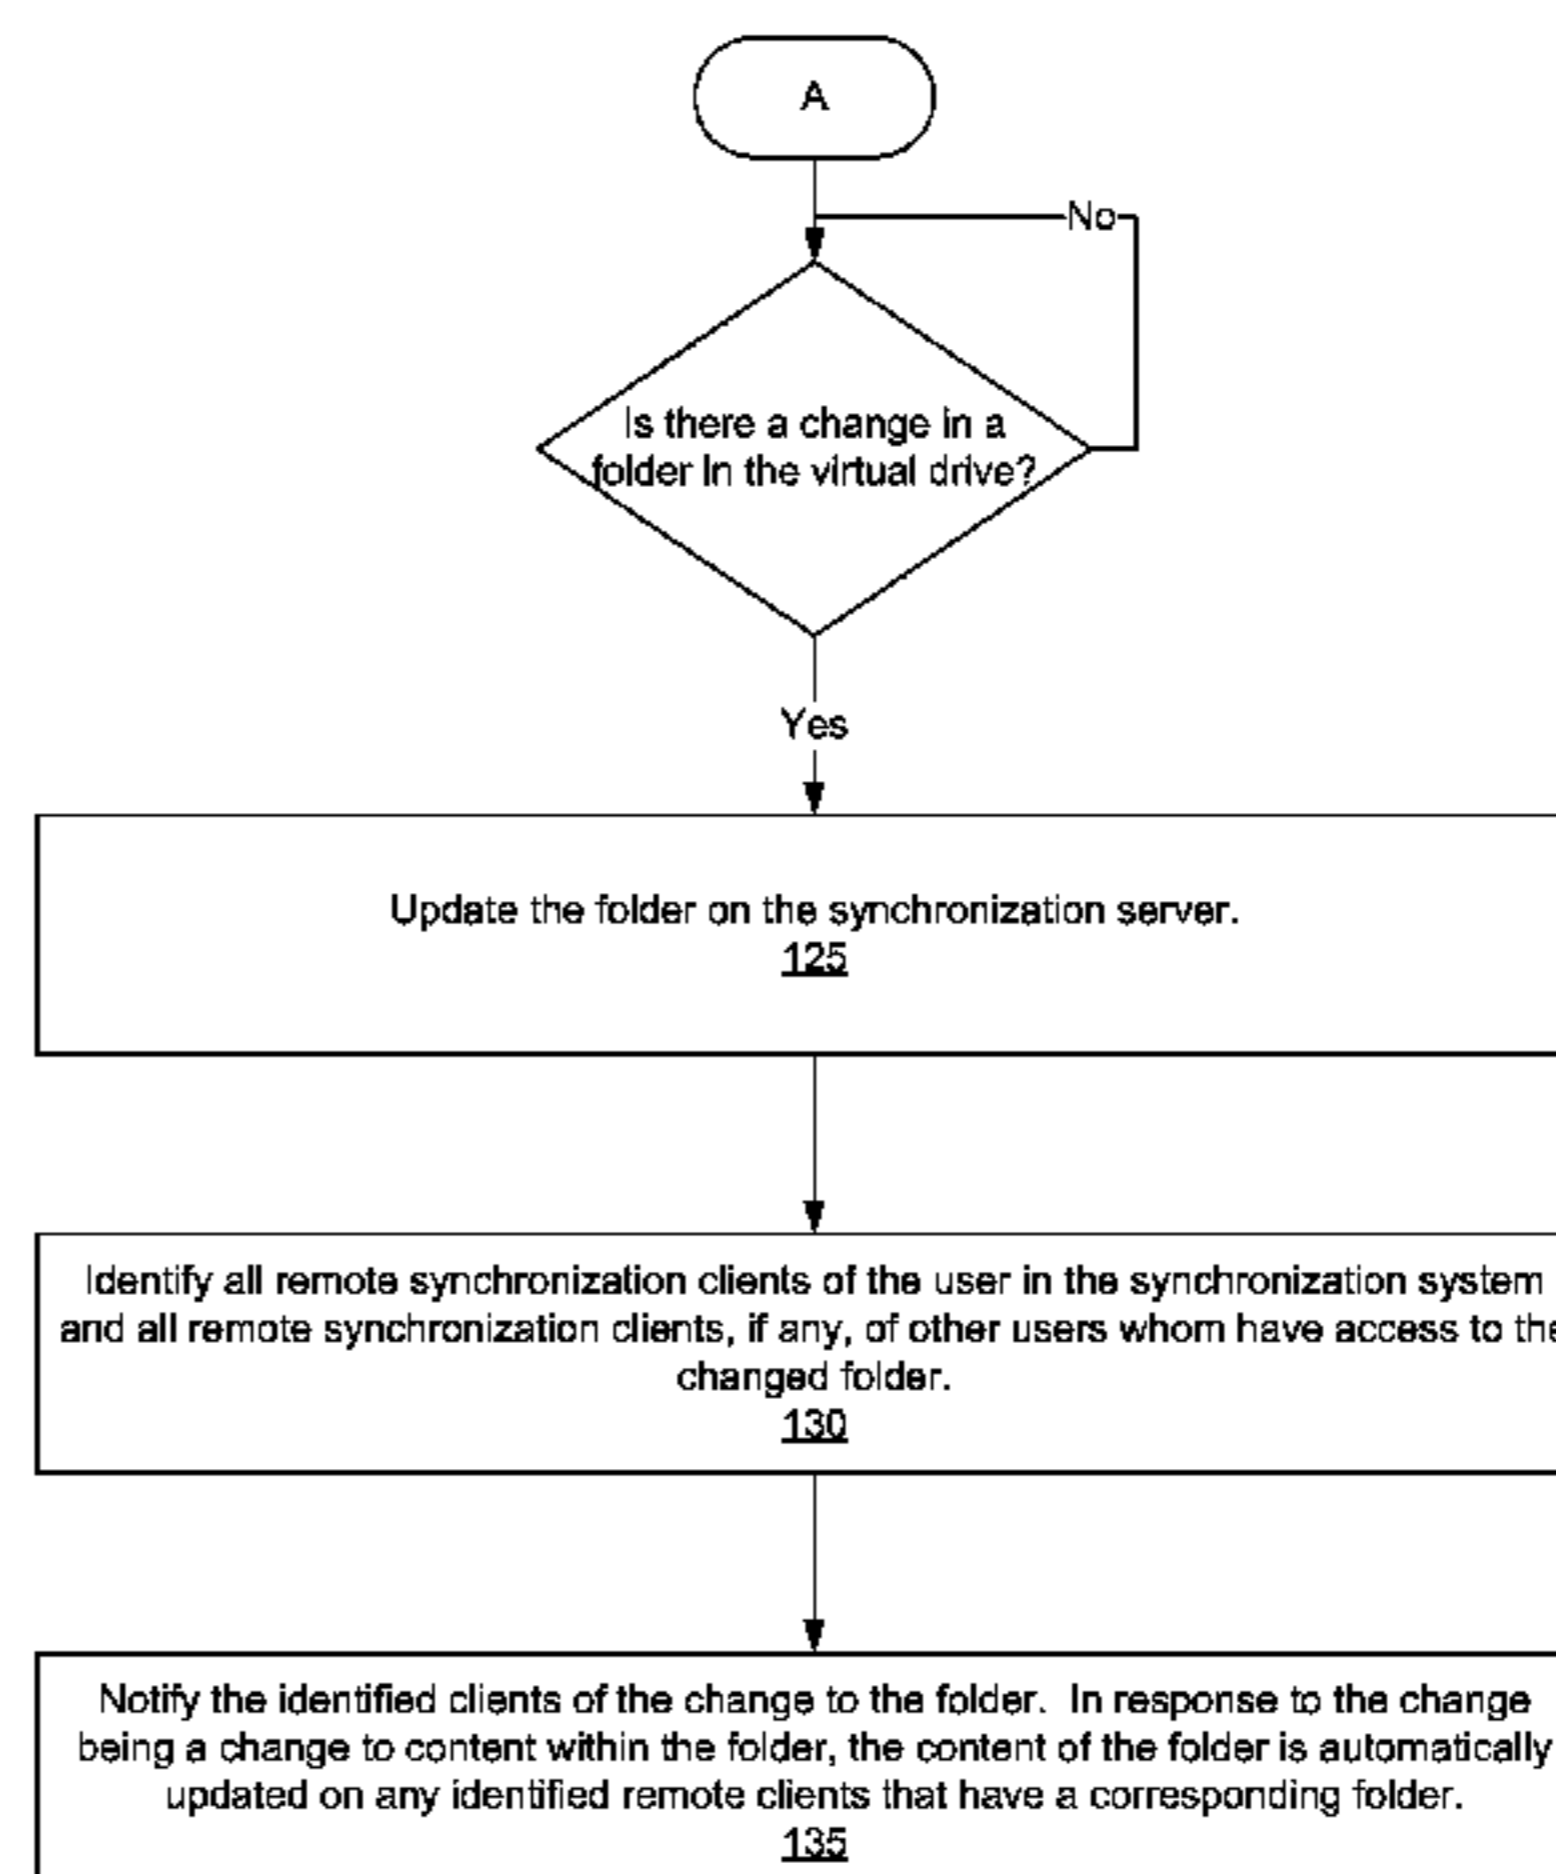 A
No
Is there a change in a
folder in the virtual drive?
Yes
Update the folder on the synchronization server.
125
Identify all remote synchronization clients of the user in the synchronization system
and all remote synchronization clients, if any, of other users whom have access to the
changed folder.
130
Notify the identified clients of the change to the folder. In response to the change
being a change to content within the folder, the content of the folder is automatically
updated on any identified remote clients that have a corresponding folder.
135